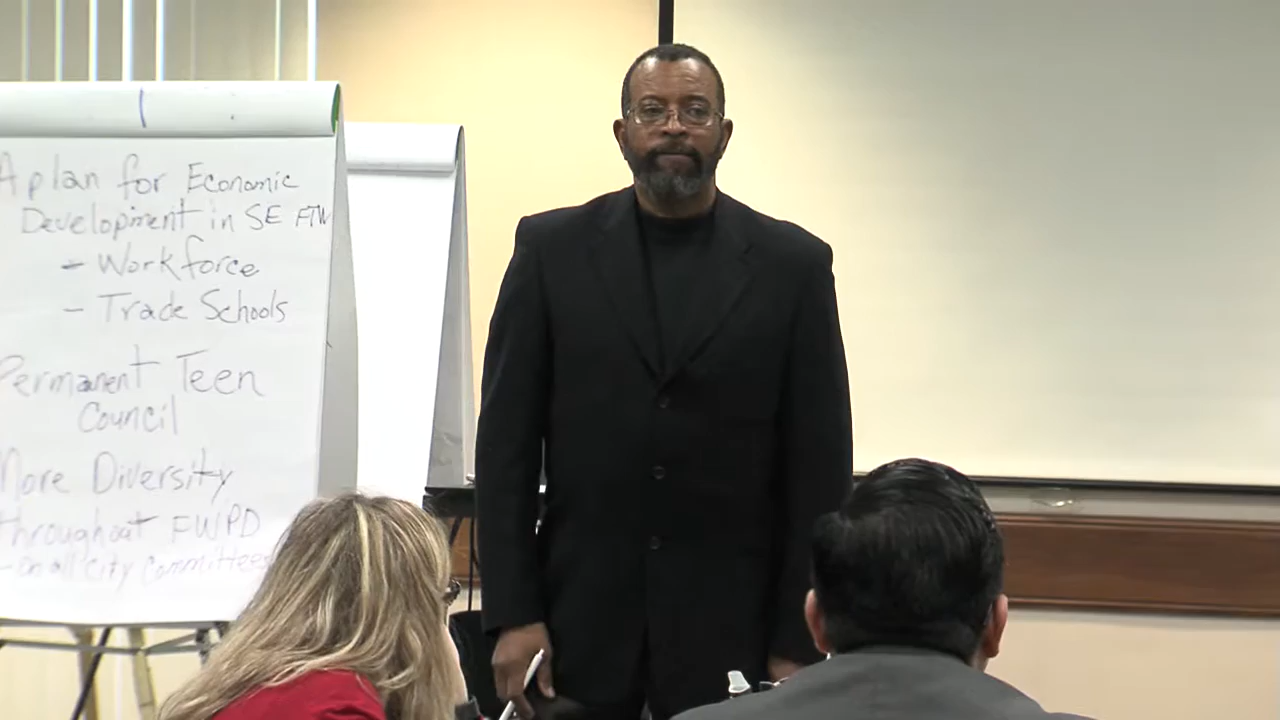 A plan for Economic
Development in SE FTW
- Workforce
- Trade Schools
Permanent Teen
Council
More Diversity
throughout FWPD
- on all city committees